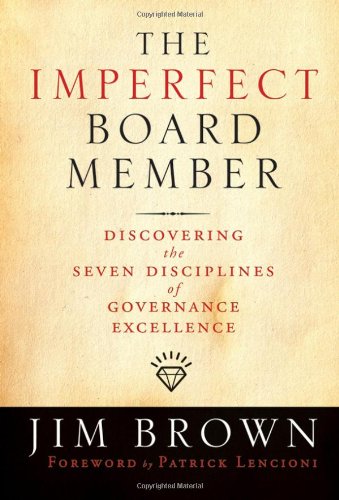 THE
IMPERFECT
BOARD
MEMBER
DISCOVERING
the
SEVEN DISCIPLINES
of
GOVERNANCE
EXCELLENCE
JIM BROWN
FOREWORD by PATRICK LENCIONI